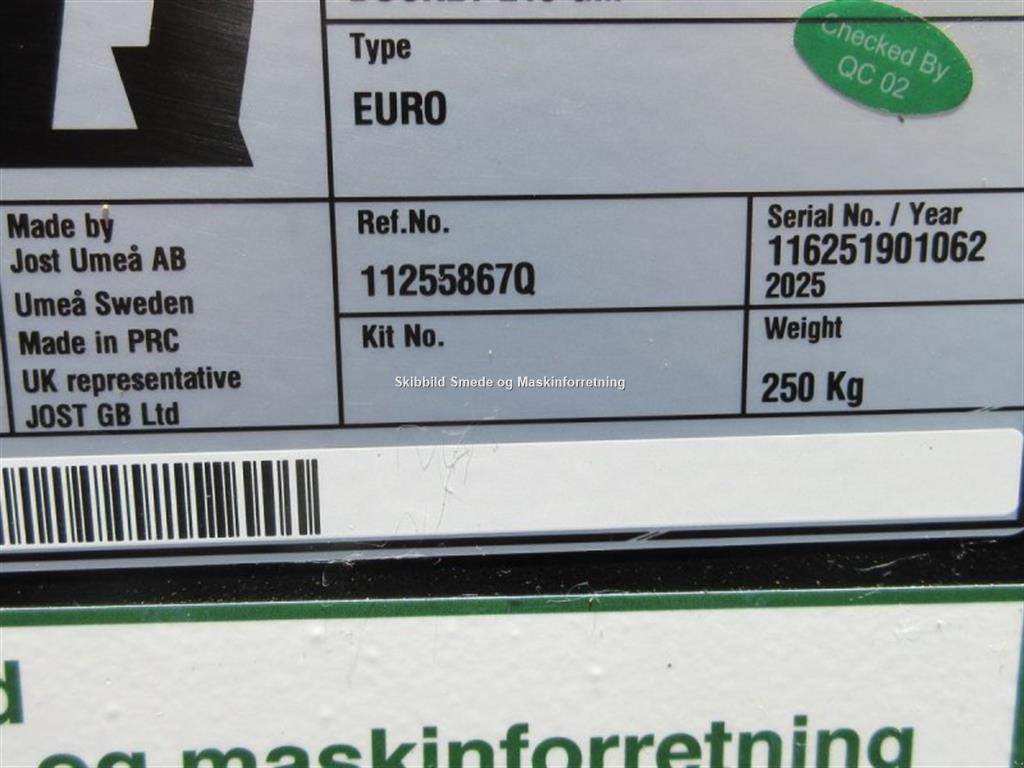 Type
EURO
Checked By
QC 02
Made by
Jost Umeå AB
Umeå Sweden
Made in PRC
UK representative
JOST GB Ltd
Ref.No.
11255867Q
Kit No.
Serial No. / Year
116251901062
2025
Weight
250 Kg
Skibbild Smede og Maskinforretning
og maskinforretning